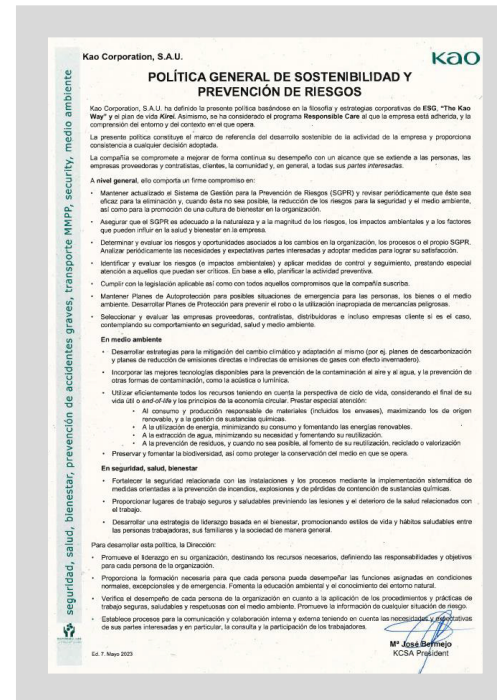 Kao Corporation, S.A.U.
Kao
POLÍTICA GENERAL DE SOSTENIBILIDAD Y
PREVENCIÓN DE RIESGOS
Kao Corporation, S.A.U. ha definido la presente política basándose en la filosofía y estrategias corporativas de ESG, "The Kao
Way" y el plan de vida Kirei. Asimismo, se ha considerado el programa Responsible Care al que la empresa está adherida, y la
comprensión del entorno y del contexto en el que opera.
La presente política constituye el marco de referencia del desarrollo sostenible de la actividad de la empresa y proporciona
consistencia a cualquier decisión adoptada.
La compañía se compromete a mejorar de forma continua su desempeño con un alcance que se extiende a las personas, las
empresas proveedoras y contratistas, clientes, la comunidad y, en general, a todas sus partes interesadas.
A nivel general, ello comporta un firme compromiso en:
• Mantener actualizado el Sistema de Gestión para la Prevención de Riesgos (SGPR) y revisar periódicamente que éste sea
eficaz para la eliminación y, cuando ésta no sea posible, la reducción de los riesgos para la seguridad y el medio ambiente,
así como para la promoción de una cultura de bienestar en la organización.
• Asegurar que el SGPR es adecuado a la naturaleza y a la magnitud de los riesgos, los impactos ambientales y a los factores
que pueden influir en la salud y bienestar en la empresa.
• Determinar y evaluar los riesgos y oportunidades asociados a los cambios en la organización, los procesos o el propio SGPR.
Analizar periódicamente las necesidades y expectativas partes interesadas y adoptar medidas para lograr su satisfacción.
• Identificar y evaluar los riesgos (e impactos ambientales) y aplicar medidas de control y seguimiento, prestando especial
atención a aquellos que puedan ser críticos. En base a ello, planificar la actividad preventiva.
• Cumplir con la legislación aplicable así como con todos aquellos compromisos que la compañía suscriba.
• Mantener Planes de Autoprotección para posibles situaciones de emergencia para las personas, los bienes o el medio
ambiente. Desarrollar Planes de Protección para prevenir el robo o la utilización inapropiada de mercancías peligrosas.
• Seleccionar y evaluar las empresas proveedoras, contratistas, distribuidoras e incluso empresas cliente si es el caso,
contemplando su comportamiento en seguridad, salud y medio ambiente.
En medio ambiente
• Desarrollar estrategias para la mitigación del cambio climático y adaptación al mismo (por ej. planes de descarbonización
y planes de reducción de emisiones directas e indirectas de emisiones de gases con efecto invernadero).
• Incorporar las mejores tecnologías disponibles para la prevención de la contaminación al aire y al agua, y la prevención de
otras formas de contaminación, como la acústica o lumínica.
• Utilizar eficientemente todos los recursos teniendo en cuenta la perspectiva de ciclo de vida, considerando el final de su
vida útil o end-of-life y los principios de la economía circular. Prestar especial atención:
• Al consumo y producción responsable de materiales (incluidos los envases), maximizando los de origen
renovable, y a la gestión de sustancias químicas.
• A la utilización de energía, minimizando su consumo y fomentando las energías renovables.
• A la extracción de agua, minimizando su necesidad y fomentando su reutilización.
• A la prevención de residuos, y cuando no sea posible, al fomento de su reutilización, reciclado o valorización
• Preservar y fomentar la biodiversidad, así como proteger la conservación del medio en que se opera.
En seguridad, salud, bienestar
• Fortalecer la seguridad relacionada con las instalaciones y los procesos mediante la implementación sistemática de
medidas orientadas a la prevención de incendios, explosiones y de pérdidas de contención de sustancias químicas.
• Proporcionar lugares de trabajo seguros y saludables previniendo las lesiones y el deterioro de la salud relacionados con
el trabajo.
• Desarrollar una estrategia de liderazgo basada en el bienestar, promocionando estilos de vida y hábitos saludables entre
las personas trabajadoras, sus familiares y la sociedad de manera general.
Para desarrollar esta política, la Dirección:
• Promueve el liderazgo en su organización, destinando los recursos necesarios, definiendo las responsabilidades y objetivos
para cada persona de la organización.
• Proporciona la formación necesaria para que cada persona pueda desempeñar las funciones asignadas en condiciones
normales, excepcionales y de emergencia. Fomenta la educación ambiental y el conocimiento del entorno natural.
• Verifica el desempeño de cada persona de la organización en cuanto a la aplicación de los procedimientos y prácticas de
trabajo seguras, saludables y respetuosas con el medio ambiente. Promueve la información de cualquier situación de riesgo.
• Establece procesos para la comunicación y colaboración interna y externa teniendo en cuenta las necesidades y expectativas
de sus partes interesadas y en particular, la consulta y la participación de los trabajadores.
Mª José Bermejo
KCSA President
Ed. 7. Mayo 2023
seguridad, salud, bienestar, prevención de accidentes graves, transporte MMPP, security, medio ambiente